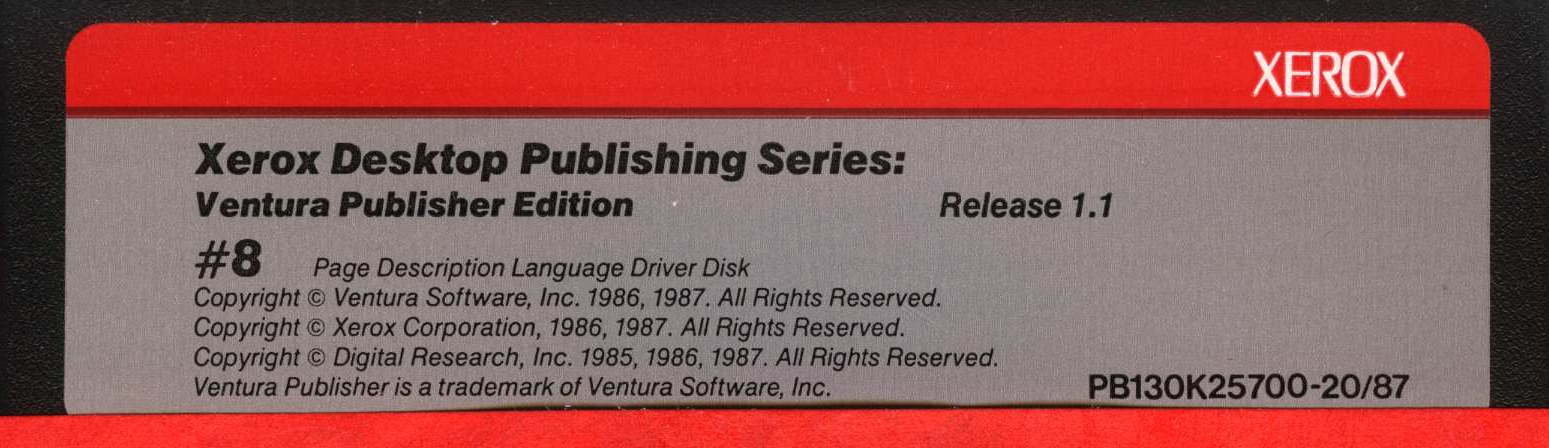 XEROX
Xerox Desktop Publishing Series:
Ventura Publisher Edition Release 1.1
#8 Page Description Language Driver Disk
Copyright © Ventura Software, Inc. 1986, 1987. All Rights Reserved.
Copyright © Xerox Corporation, 1986, 1987. All Rights Reserved.
Copyright © Digital Research, Inc. 1985, 1986, 1987. All Rights Reserved.
Ventura Publisher is a trademark of Ventura Software, Inc. PB130K25700-20/87